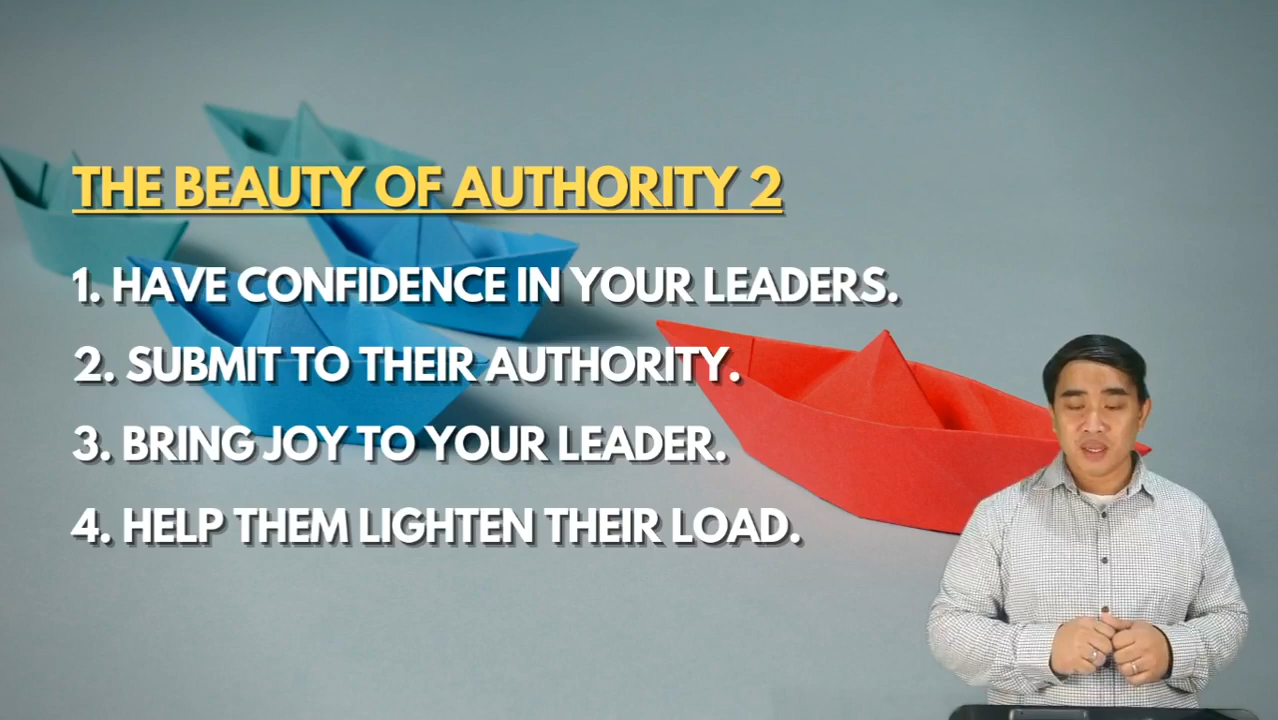 THE BEAUTY OF AUTHORITY 2
1. HAVE CONFIDENCE IN YOUR LEADERS.
2. SUBMIT TO THEIR AUTHORITY.
3. BRING JOY TO YOUR LEADER.
4. HELP THEM LIGHTEN THEIR LOAD.